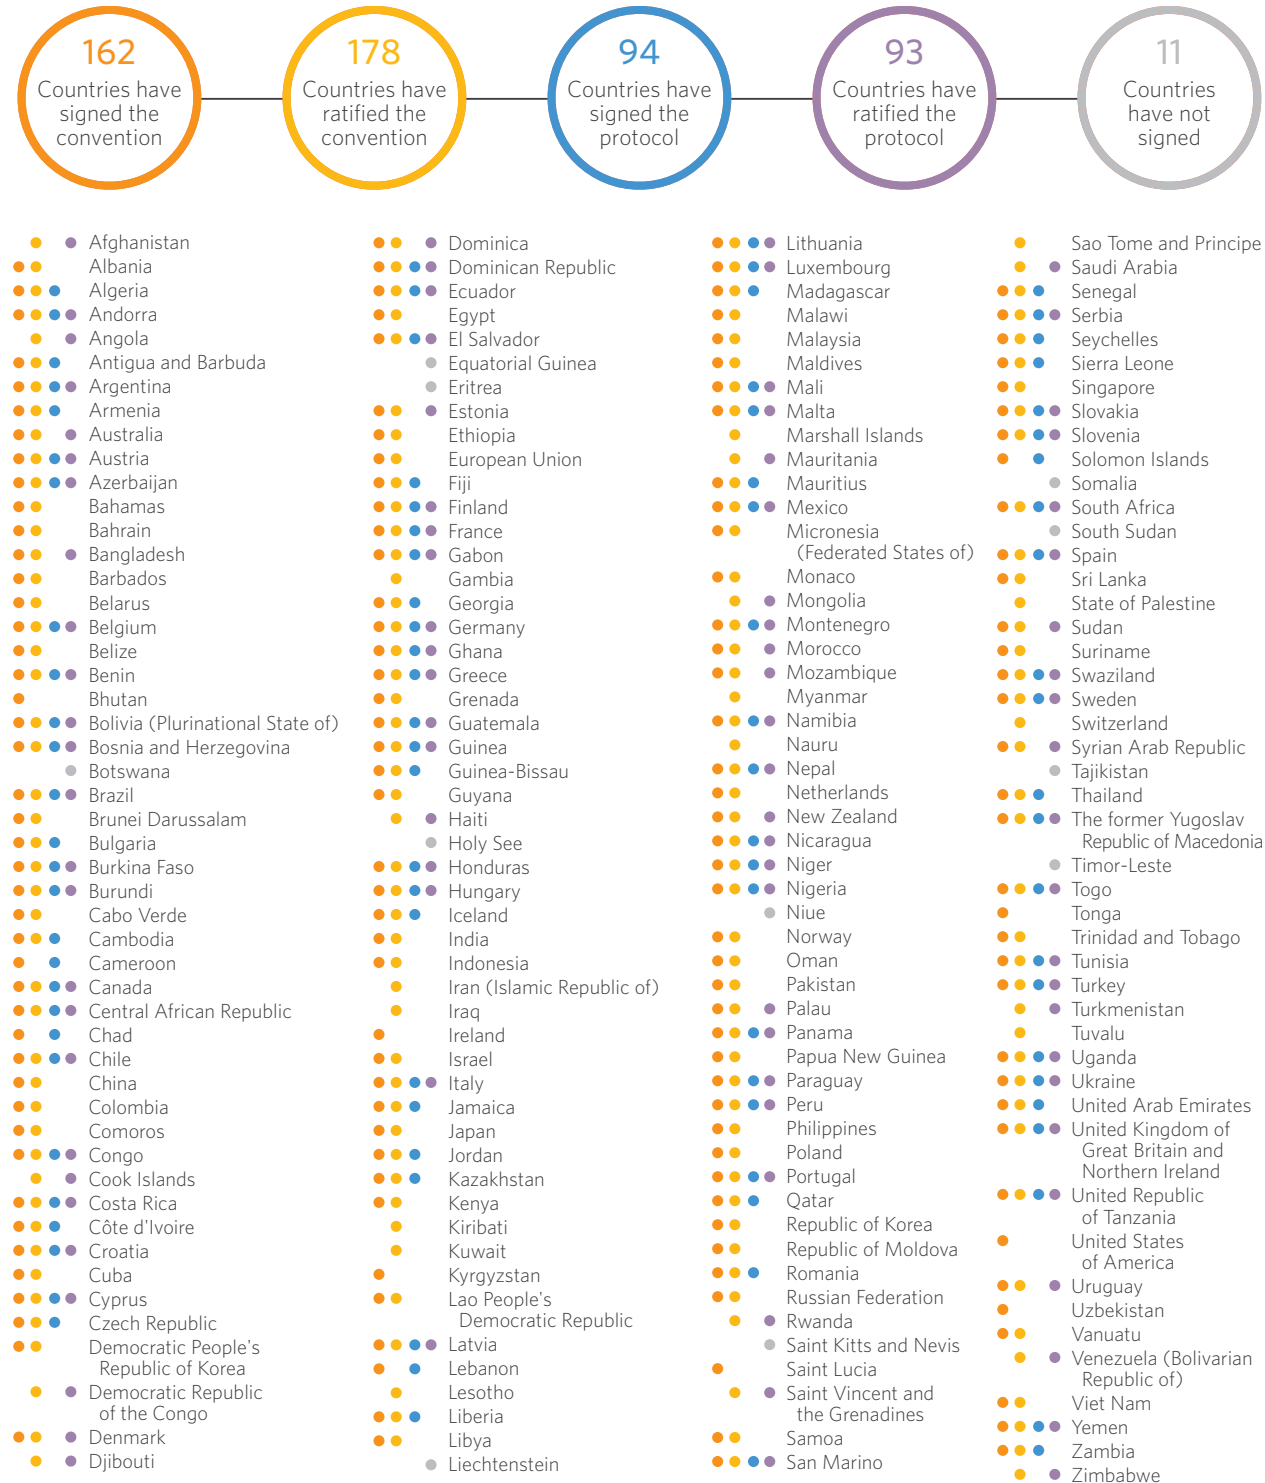 162
Countries have
signed the
convention
178
Countries have
ratified the
convention
94
Countries have
signed the
protocol
93
Countries have
ratified the
protocol
11
Countries
have not
signed
Afghanistan
Albania
Algeria
Andorra
Angola
Antigua and Barbuda
Argentina
Armenia
Australia
Austria
Azerbaijan
Bahamas
Bahrain
Bangladesh
Barbados
Belarus
Belgium
Belize
Benin
Bhutan
Bolivia (Plurinational State of)
Bosnia and Herzegovina
Botswana
Brazil
Brunei Darussalam
Bulgaria
Burkina Faso
Burundi
Cabo Verde
Cambodia
Cameroon
Canada
Central African Republic
Chad
Chile
China
Colombia
Comoros
Congo
Cook Islands
Costa Rica
Côte d'Ivoire
Croatia
Cuba
Cyprus
Czech Republic
Democratic People's
Republic of Korea
Democratic Republic
of the Congo
Denmark
Djibouti
Dominica
Dominican Republic
Ecuador
Egypt
El Salvador
Equatorial Guinea
Eritrea
Estonia
Ethiopia
European Union
Fiji
Finland
France
Gabon
Gambia
Georgia
Germany
Ghana
Greece
Grenada
Guatemala
Guinea
Guinea-Bissau
Guyana
Haiti
Holy See
Honduras
Hungary
Iceland
India
Indonesia
Iran (Islamic Republic of)
Iraq
Ireland
Israel
Italy
Jamaica
Japan
Jordan
Kazakhstan
Kenya
Kiribati
Kuwait
Kyrgyzstan
Lao People's
Democratic Republic
Latvia
Lebanon
Lesotho
Liberia
Libya
Liechtenstein
Lithuania
Luxembourg
Madagascar
Malawi
Malaysia
Maldives
Mali
Malta
Marshall Islands
Mauritania
Mauritius
Mexico
Micronesia
(Federated States of)
Monaco
Mongolia
Montenegro
Morocco
Mozambique
Myanmar
Namibia
Nauru
Nepal
Netherlands
New Zealand
Nicaragua
Niger
Nigeria
Niue
Norway
Oman
Pakistan
Palau
Panama
Papua New Guinea
Paraguay
Peru
Philippines
Poland
Portugal
Qatar
Republic of Korea
Republic of Moldova
Romania
Russian Federation
Rwanda
Saint Kitts and Nevis
Saint Lucia
Saint Vincent and
the Grenadines
Samoa
San Marino
Sao Tome and Principe
Saudi Arabia
Senegal
Serbia
Seychelles
Sierra Leone
Singapore
Slovakia
Slovenia
Solomon Islands
Somalia
South Africa
South Sudan
Spain
Sri Lanka
State of Palestine
Sudan
Suriname
Swaziland
Sweden
Switzerland
Syrian Arab Republic
Tajikistan
Thailand
The former Yugoslav
Republic of Macedonia
Timor-Leste
Togo
Tonga
Trinidad and Tobago
Tunisia
Turkey
Turkmenistan
Tuvalu
Uganda
Ukraine
United Arab Emirates
United Kingdom of
Great Britain and
Northern Ireland
United Republic
of Tanzania
United States
of America
Uruguay
Uzbekistan
Vanuatu
Venezuela (Bolivarian
Republic of)
Viet Nam
Yemen
Zambia
Zimbabwe